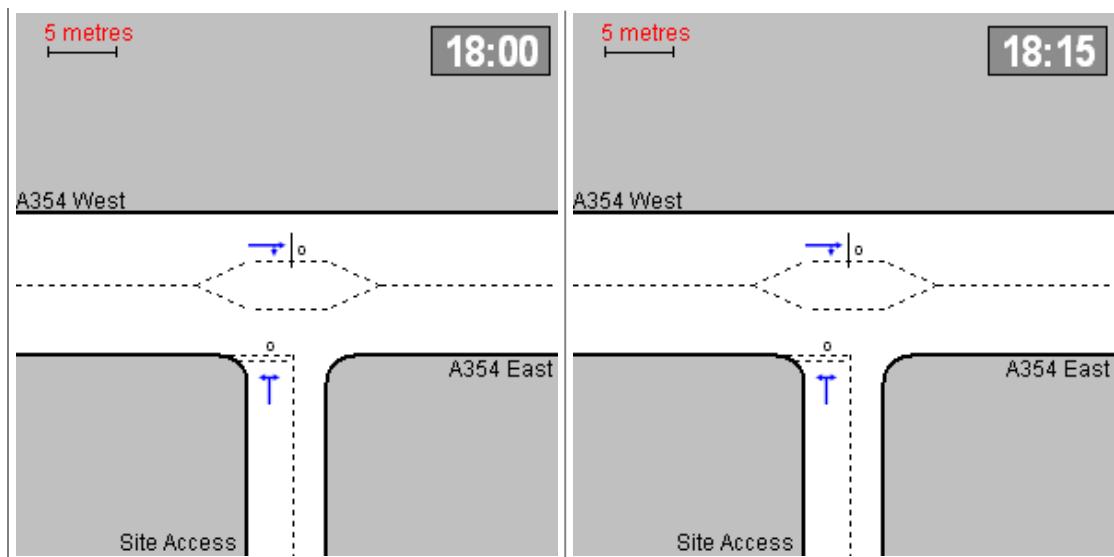 5 metres
18:00
A354 West
o
o
A354 East
Site Access
5 metres
18:15
A354 West
o
o
A354 East
Site Access